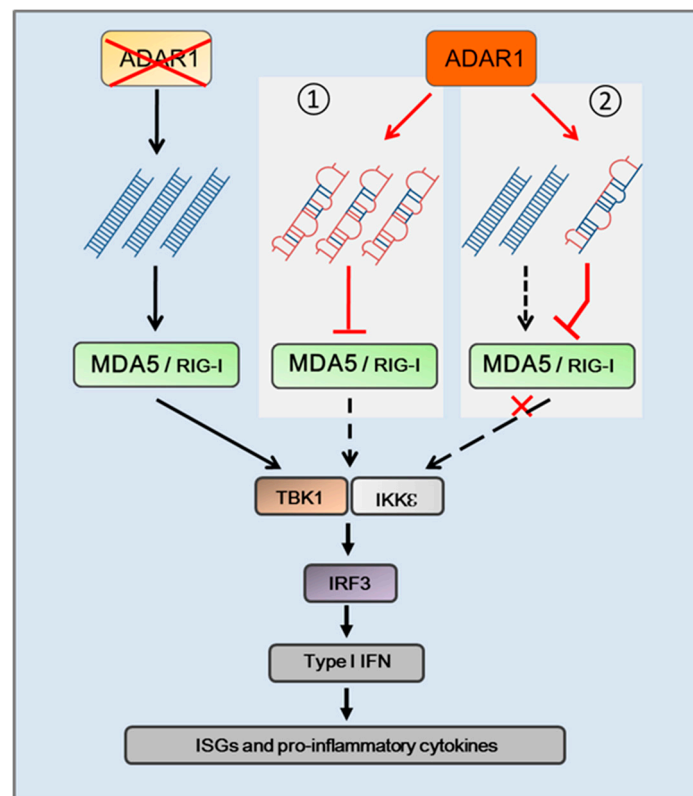 ADAR1
ADAR1
①
②
MDA5 / RIG-I
MDA5 / RIG-I
MDA5 / RIG-I
TBK1
IKKε
IRF3
Type I IFN
ISGs and pro-inflammatory cytokines